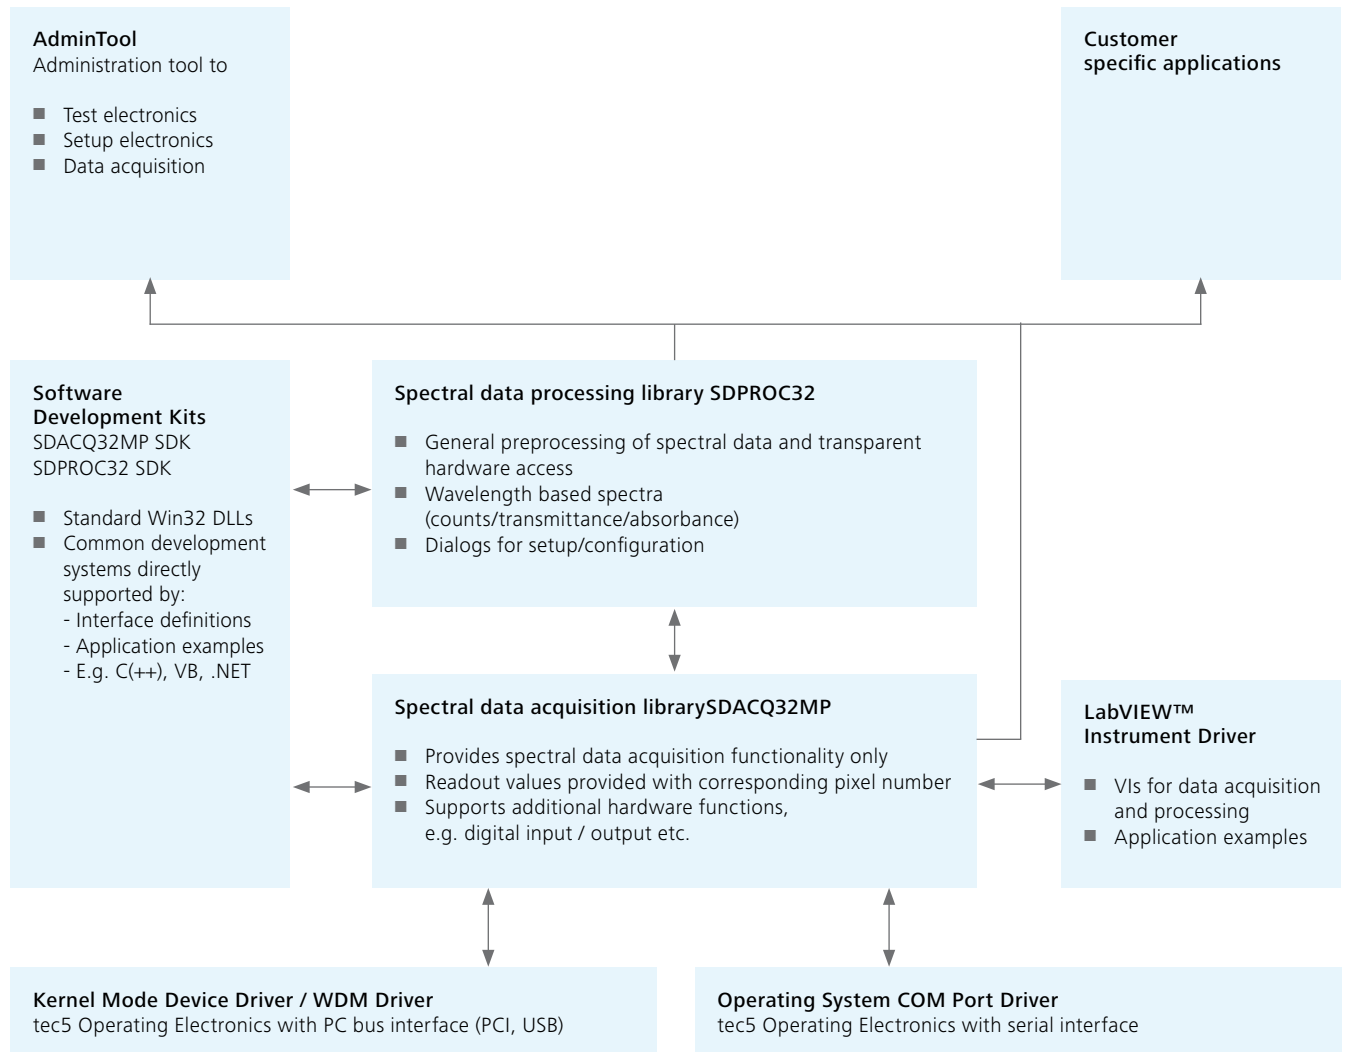 AdminTool
Administration tool to
■ Test electronics
■ Setup electronics
■ Data acquisition
Customer
specific applications
Software
Development Kits
SDACQ32MP SDK
SDPROC32 SDK
■ Standard Win32 DLLs
■ Common development
systems directly
supported by:
- Interface definitions
- Application examples
- E.g. C(++), VB, .NET
Spectral data processing library SDPROC32
■ General preprocessing of spectral data and transparent
hardware access
■ Wavelength based spectra
(counts/transmittance/absorbance)
■ Dialogs for setup/configuration
Spectral data acquisition librarySDACQ32MP
■ Provides spectral data acquisition functionality only
■ Readout values provided with corresponding pixel number
■ Supports additional hardware functions,
e.g. digital input / output etc.
LabVIEW™
Instrument Driver
■ VIs for data acquisition
and processing
■ Application examples
Kernel Mode Device Driver / WDM Driver
tec5 Operating Electronics with PC bus interface (PCI, USB)
Operating System COM Port Driver
tec5 Operating Electronics with serial interface